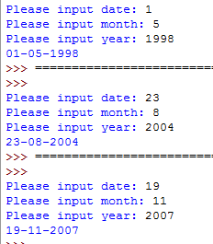 Please input date: 1
Please input month: 5
Please input year: 1998
01-05-1998
>>> ==========================
>>>
Please input date: 23
Please input month: 8
Please input year: 2004
23-08-2004
>>> ==========================
>>>
Please input date: 19
Please input month: 11
Please input year: 2007
19-11-2007
>>>